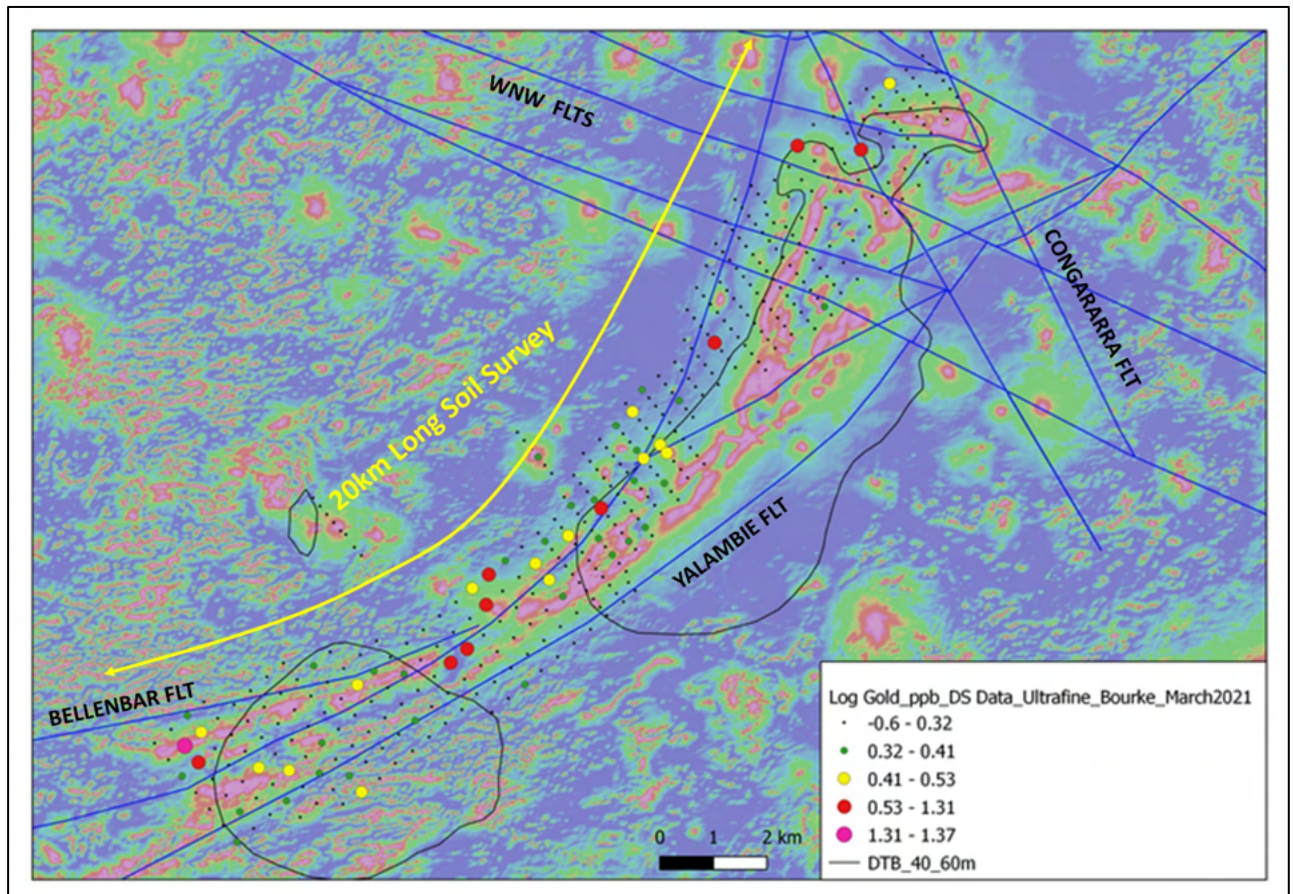 WNW FLTS
CONGARARRA FLT
20km Long Soil Survey
YALAMBIE FLT
BELLENBAR FLT
0 1 2 km
Log Gold_ppb_DS Data_Ultrafine_Bourke_March2021
-0.6 - 0.32
0.32 - 0.41
0.41 - 0.53
0.53 - 1.31
1.31 - 1.37
DTB_40_60m